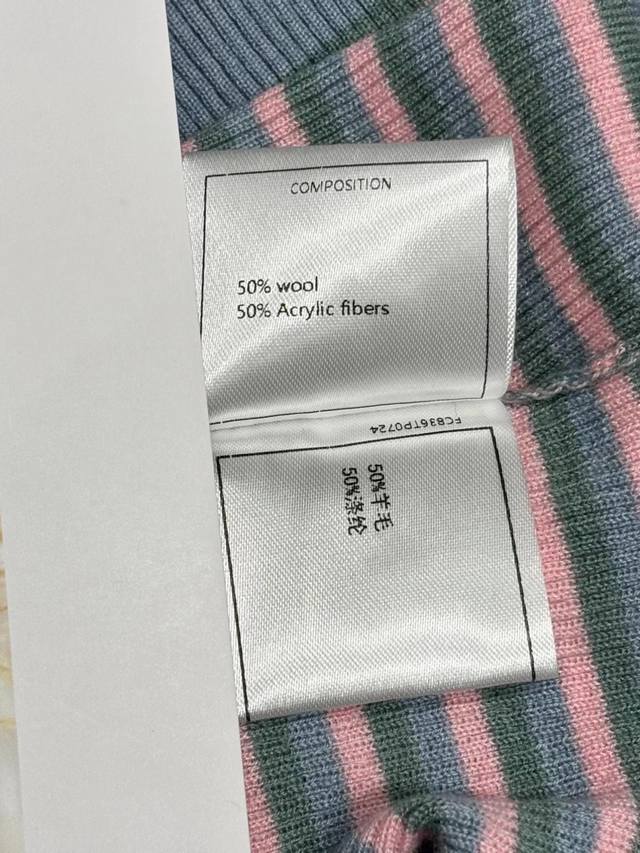 COMPOSITION
50% wool
50% Acrylic fibers
FC836TP0724
50%羊毛
50%涤纶